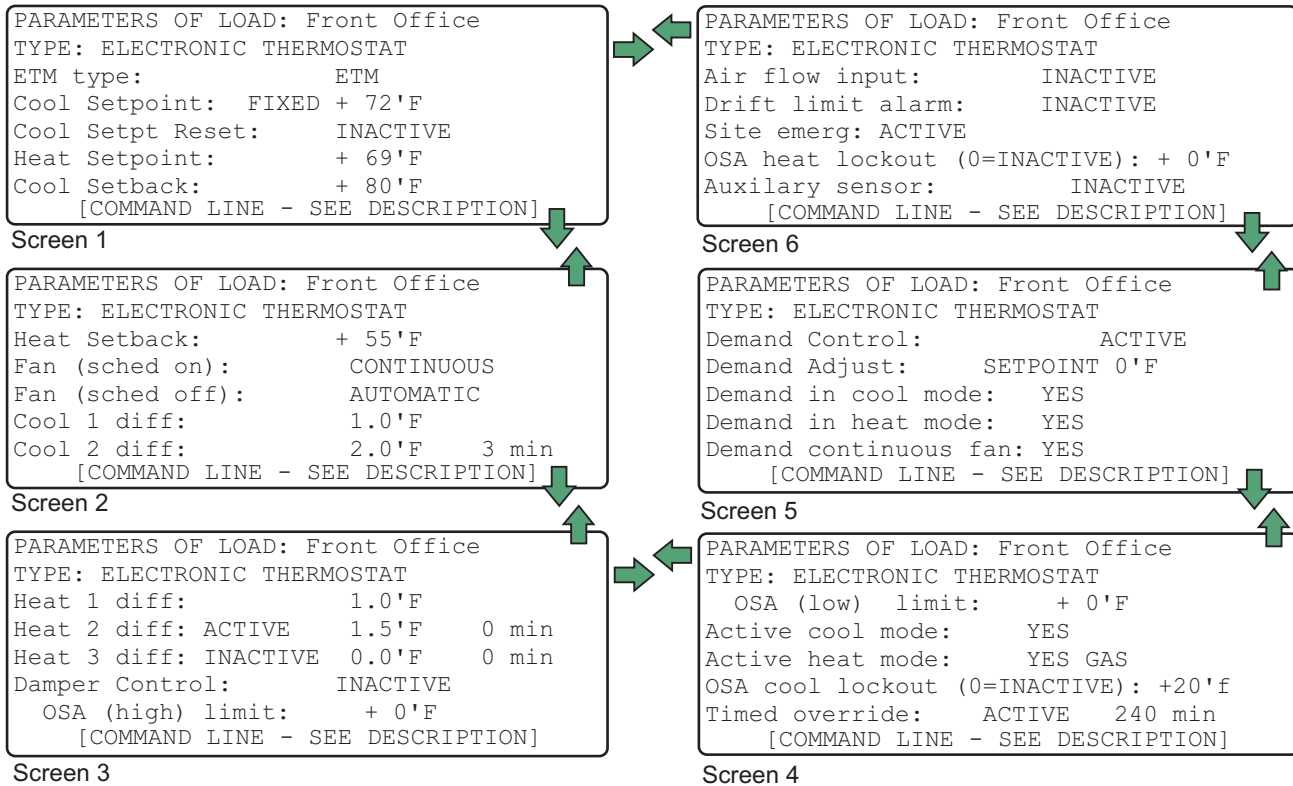 PARAMETERS OF LOAD: Front Office
TYPE: ELECTRONIC THERMOSTAT
ETM type: ETM
Cool Setpoint: FIXED + 72'F
Cool Setpt Reset: INACTIVE
Heat Setpoint: + 69'F
Cool Setback: + 80'F
[COMMAND LINE - SEE DESCRIPTION]
Screen 1
PARAMETERS OF LOAD: Front Office
TYPE: ELECTRONIC THERMOSTAT
Heat Setback: + 55'F
Fan (sched on): CONTINUOUS
Fan (sched off): AUTOMATIC
Cool 1 diff: 1.0'F
Cool 2 diff: 2.0'F 3 min
[COMMAND LINE - SEE DESCRIPTION]
Screen 2
PARAMETERS OF LOAD: Front Office
TYPE: ELECTRONIC THERMOSTAT
Heat 1 diff: 1.0'F
Heat 2 diff: ACTIVE 1.5'F 0 min
Heat 3 diff: INACTIVE 0.0'F 0 min
Damper Control: INACTIVE
OSA (high) limit: + 0'F
[COMMAND LINE - SEE DESCRIPTION]
Screen 3
PARAMETERS OF LOAD: Front Office
TYPE: ELECTRONIC THERMOSTAT
OSA (low) limit: + 0'F
Active cool mode: YES
Active heat mode: YES GAS
OSA cool lockout (0=INACTIVE): +20'f
Timed override: ACTIVE 240 min
[COMMAND LINE - SEE DESCRIPTION]
Screen 4
PARAMETERS OF LOAD: Front Office
TYPE: ELECTRONIC THERMOSTAT
Demand Control: ACTIVE
Demand Adjust: SETPOINT 0'F
Demand in cool mode: YES
Demand in heat mode: YES
Demand continuous fan: YES
[COMMAND LINE - SEE DESCRIPTION]
Screen 5
PARAMETERS OF LOAD: Front Office
TYPE: ELECTRONIC THERMOSTAT
Air flow input: INACTIVE
Drift limit alarm: INACTIVE
Site emerg: ACTIVE
OSA heat lockout (0=INACTIVE): + 0'F
Auxilary sensor: INACTIVE
[COMMAND LINE - SEE DESCRIPTION]
Screen 6